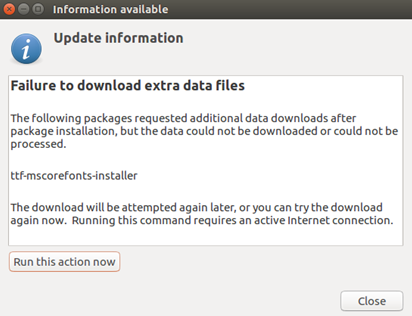 Information available
Update information
Failure to download extra data files
The following packages requested additional data downloads after
package installation, but the data could not be downloaded or could not be
processed.
ttf-mscorefonts-installer
The download will be attempted again later, or you can try the download
again now.  Running this command requires an active Internet connection.
Run this action now
Close